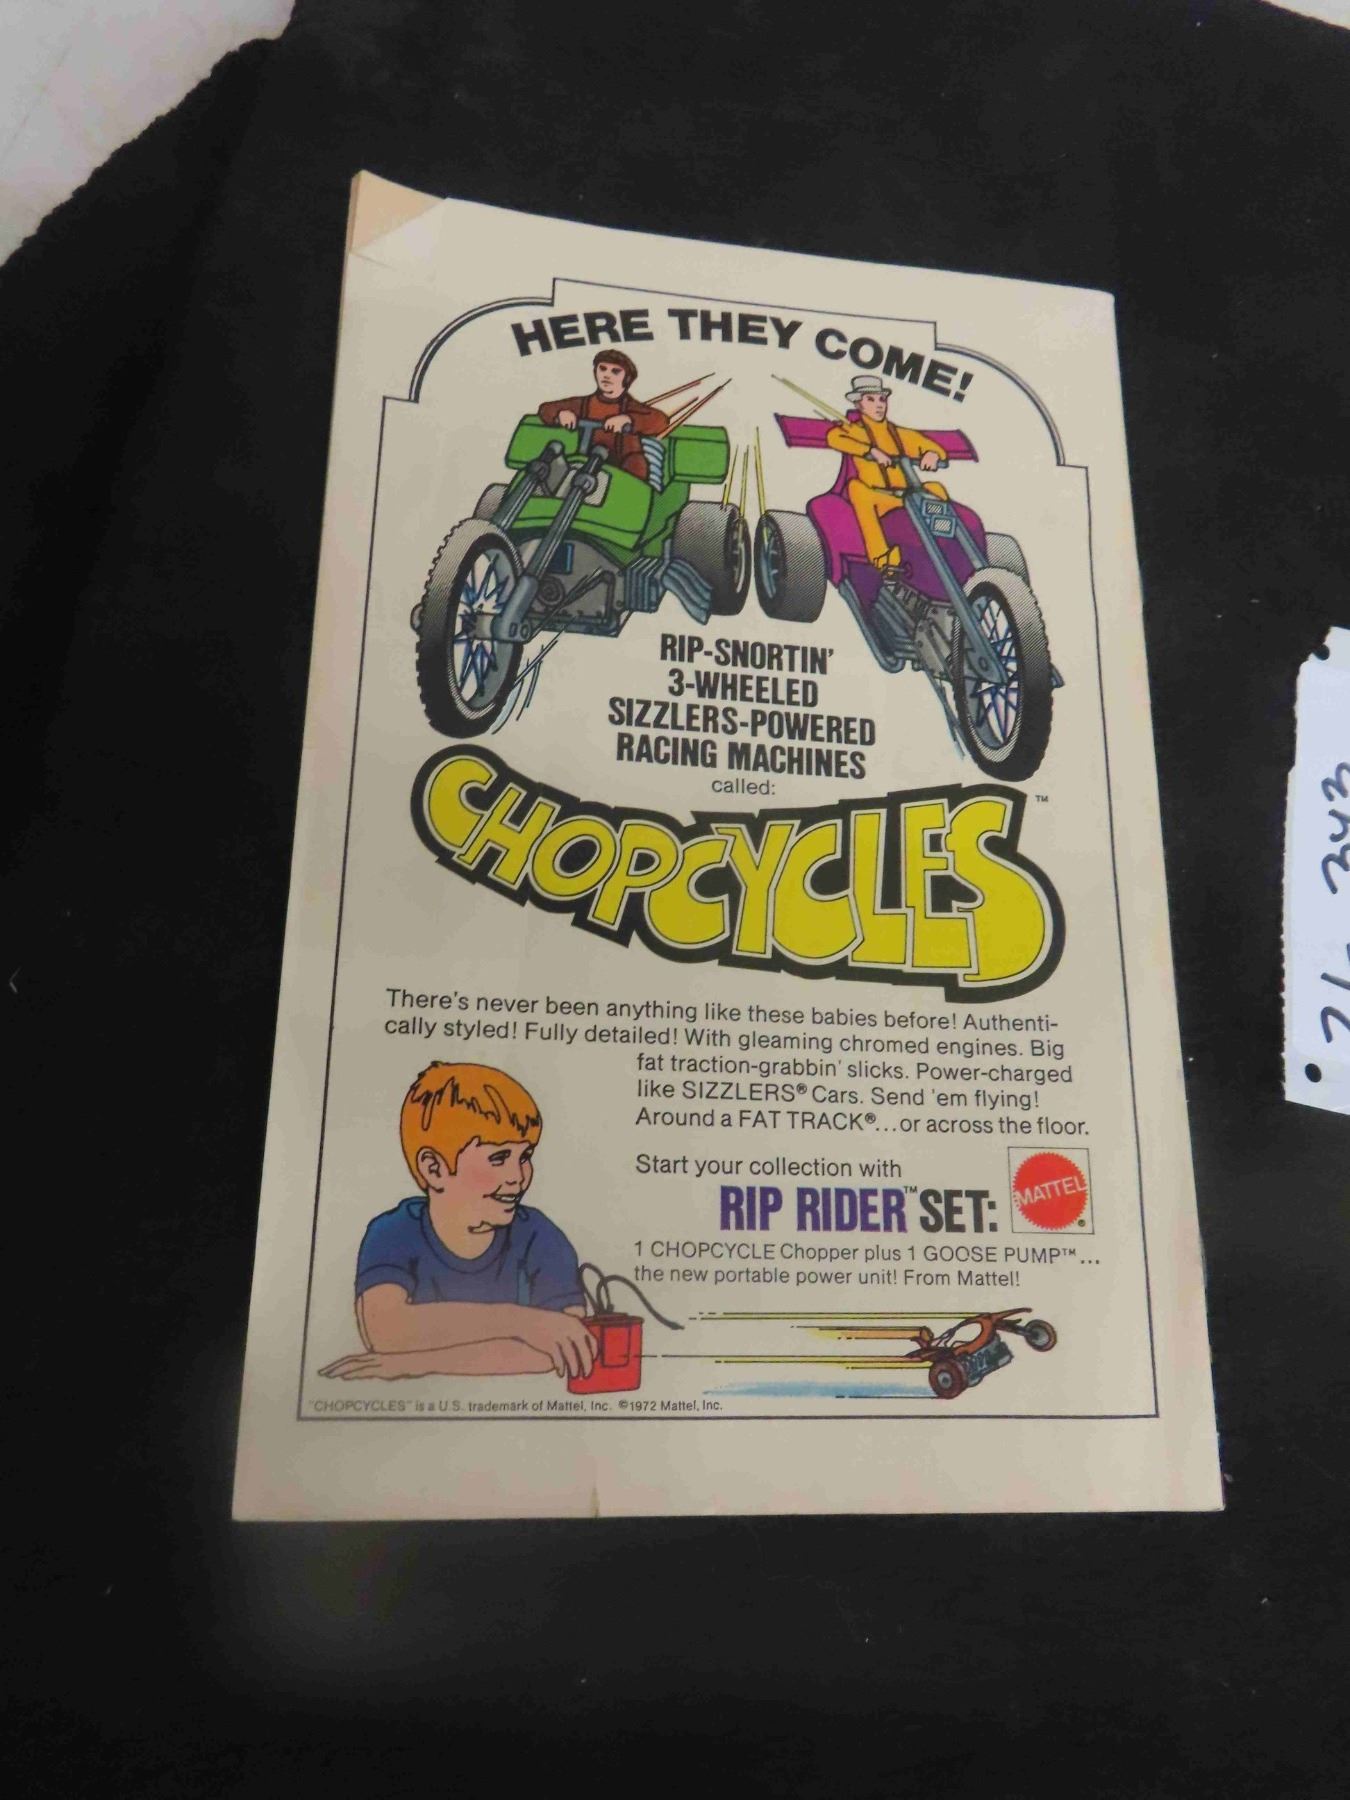 HERE THEY COME!
RIP-SNORTIN'
3-WHEELED
SIZZLERS-POWERED
RACING MACHINES
called:
CHOPCYCLES™
There's never been anything like these babies before! Authenti-
cally styled! Fully detailed! With gleaming chromed engines. Big
fat traction-grabbin' slicks. Power-charged
like SIZZLERS® Cars. Send 'em flying!
Around a FAT TRACK®...or across the floor.
Start your collection with
RIP RIDER™ SET:
MATTEL®
1 CHOPCYCLE Chopper plus 1 GOOSE PUMP™...
the new portable power unit! From Mattel!
"CHOPCYCLES" is a U.S. trademark of Mattel, Inc. ©1972 Mattel, Inc.
343